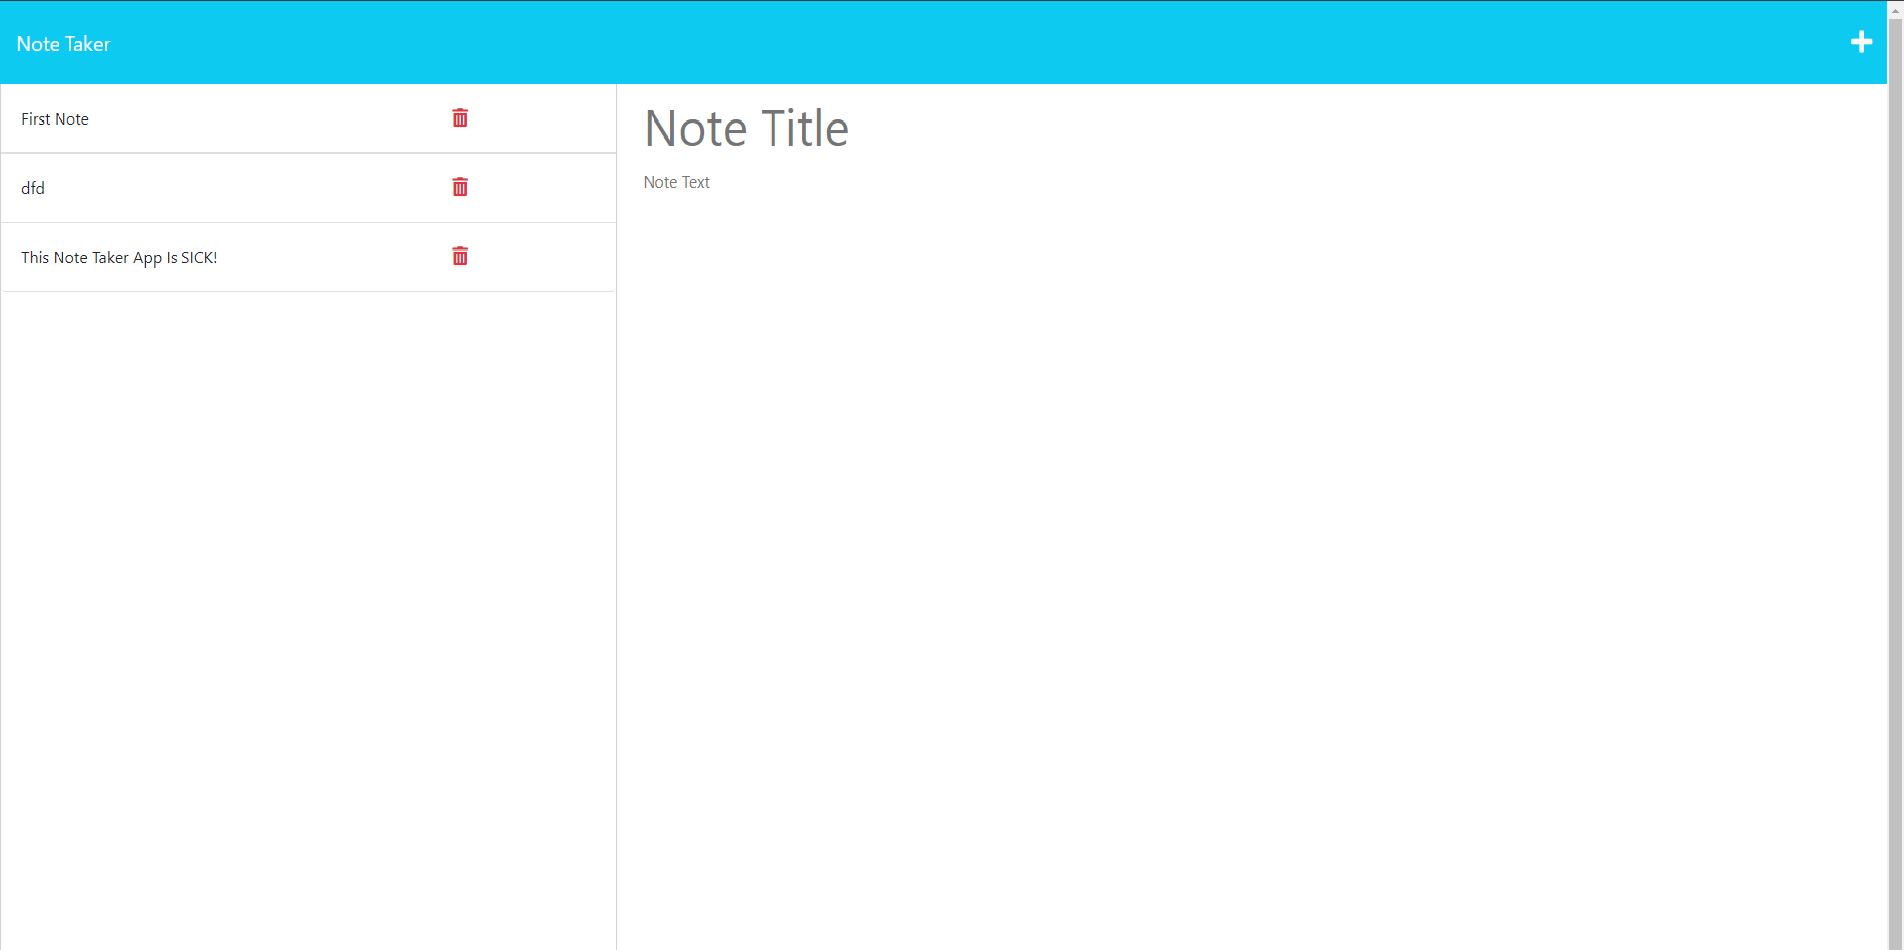 Note Taker
First Note
dfd
This Note Taker App Is SICK!
Note Title
Note Text